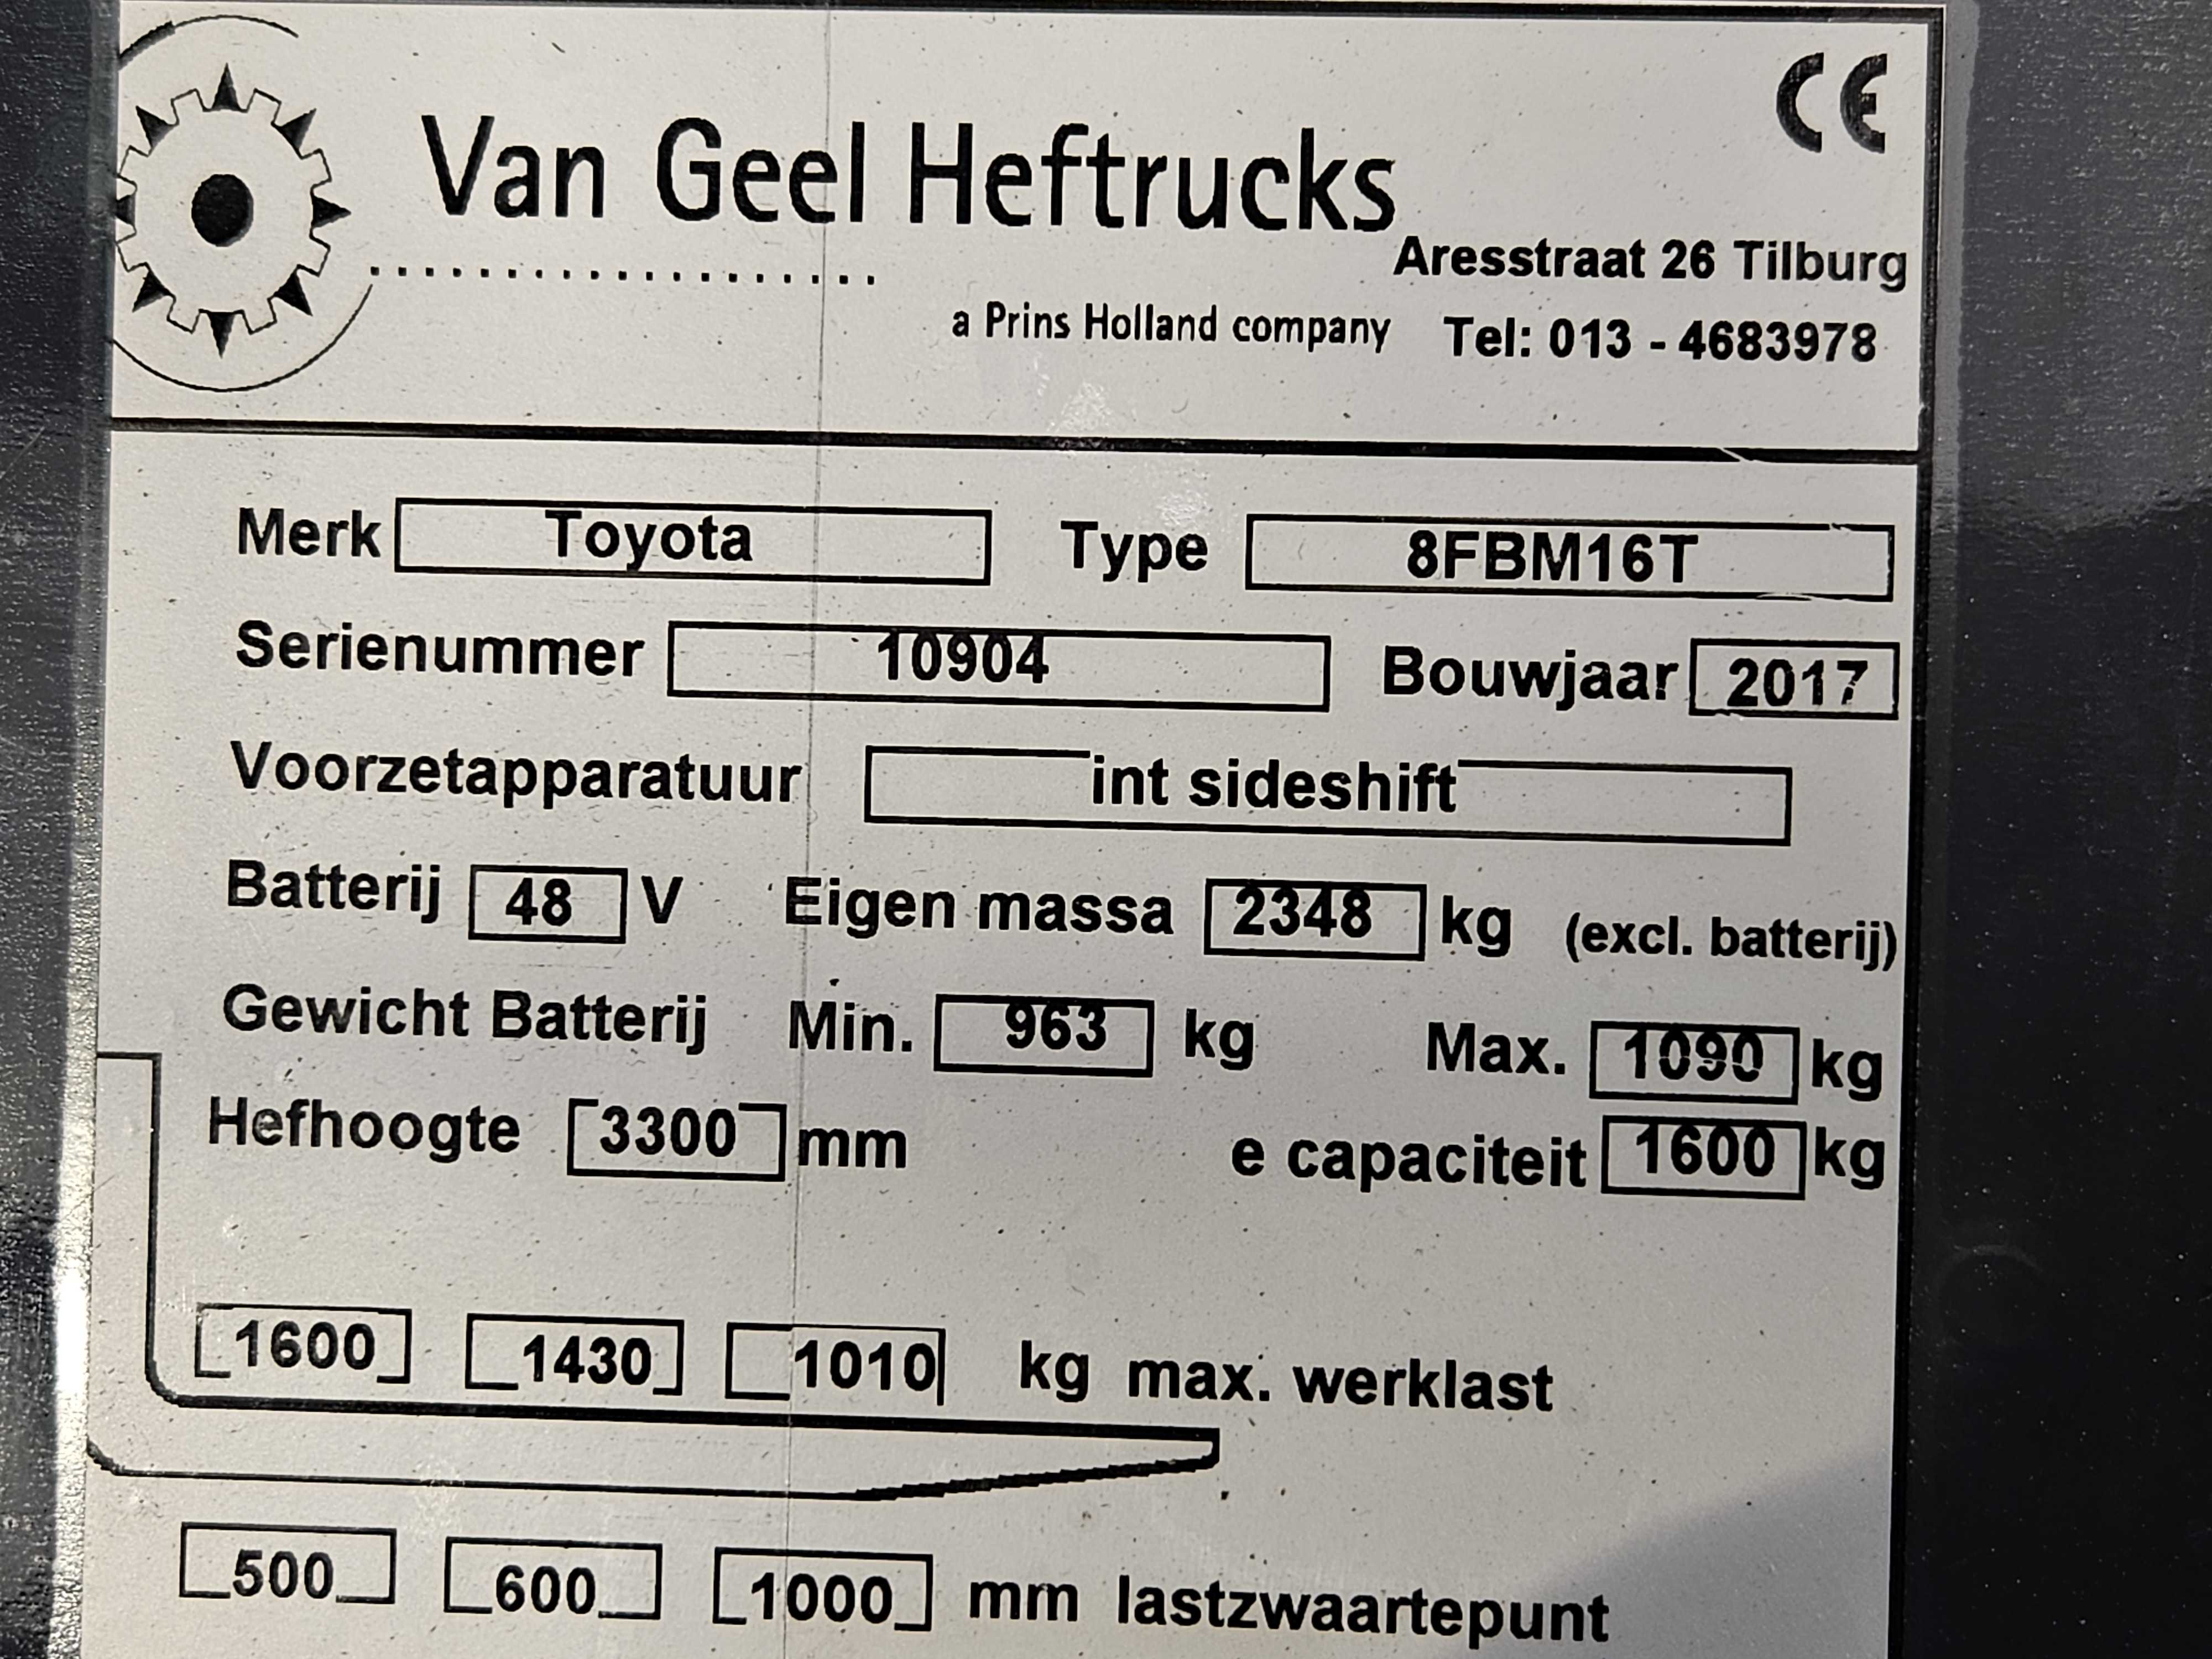 CE
Van Geel Heftrucks
Aresstraat 26 Tilburg
a Prins Holland company Tel: 013 - 4683978
Merk Toyota Type 8FBM16T
Serienummer 10904 Bouwjaar 2017
Voorzetapparatuur int sideshift
Batterij 48 V Eigen massa 2348 kg (excl. batterij)
Gewicht Batterij Min. 963 kg Max. 1090 kg
Hefhoogte 3300 mm e capaciteit 1600 kg
1600 1430 1010 kg max. werklast
500 600 1000 mm lastzwaartepunt